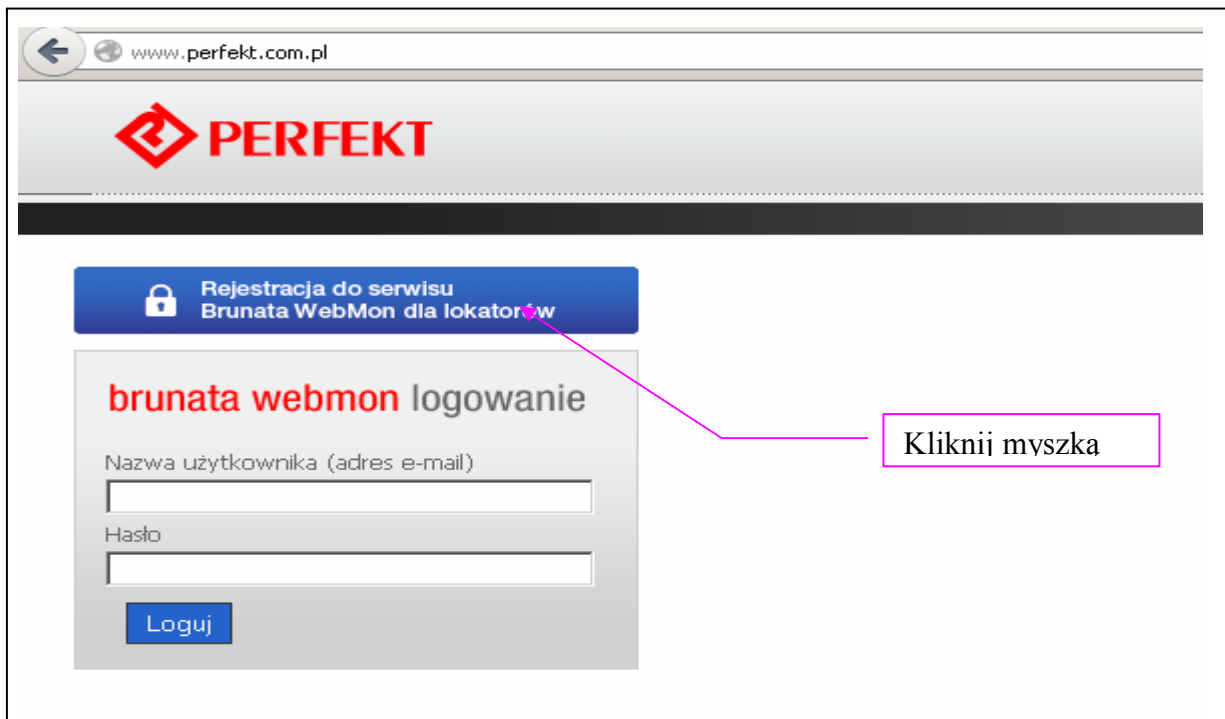 www.perfekt.com.pl
PERFEKT
Rejestracja do serwisu
Brunata WebMon dla lokatorów
brunata webmon logowanie
Nazwa użytkownika (adres e-mail)
Hasło
Loguj
Kliknij myszką